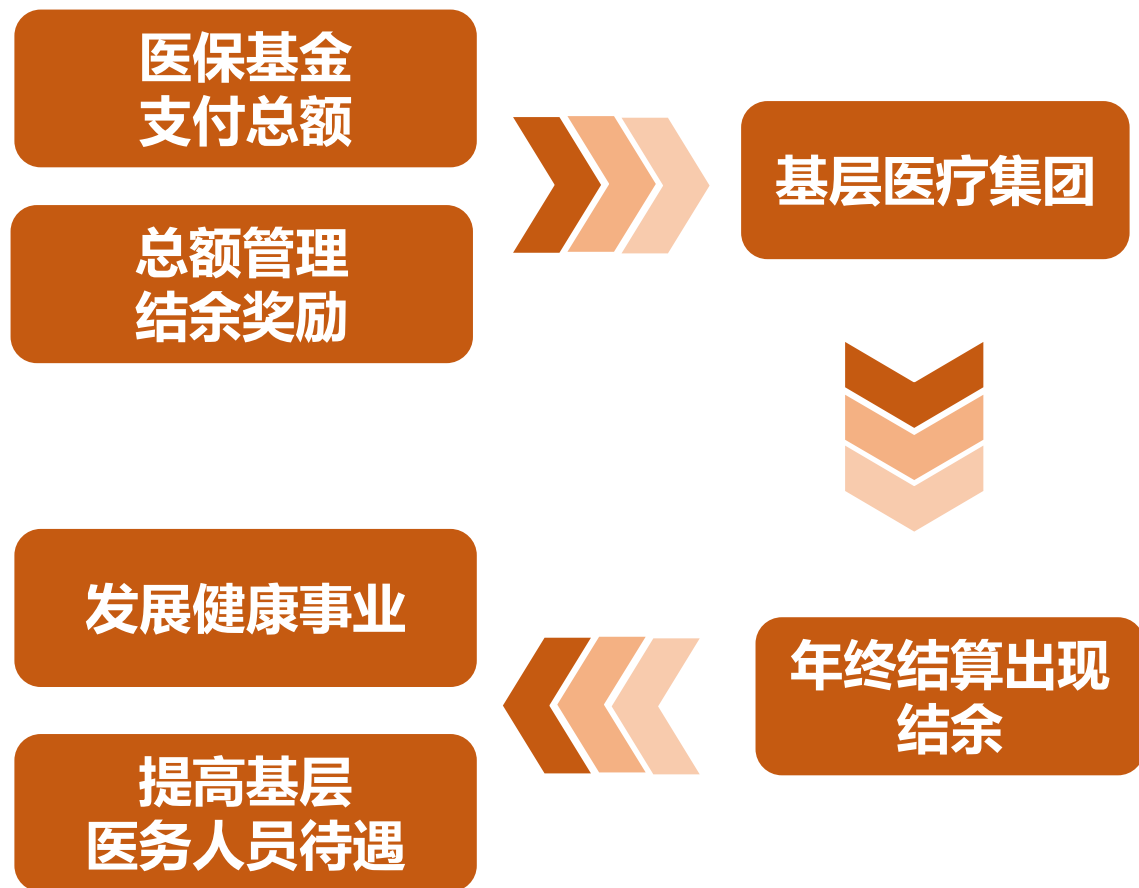 医保基金
支付总额
总额管理
结余奖励
基层医疗集团
年终结算出现
结余
发展健康事业
提高基层
医务人员待遇